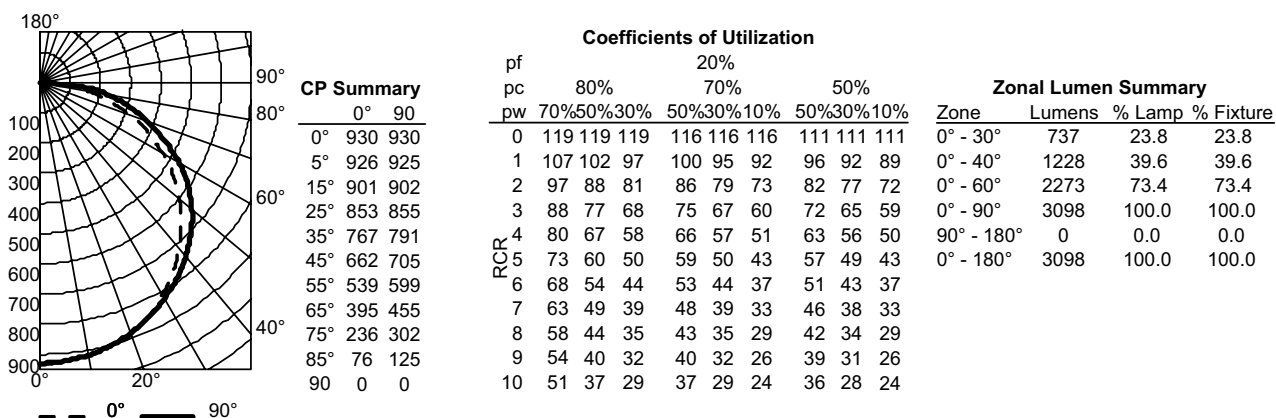 180°
90°
80°
60°
40°
20°
0°
100
200
300
400
500
600
700
800
900
0° 90°
CP Summary
0° 90
0° 930 930
5° 926 925
15° 901 902
25° 853 855
35° 767 791
45° 662 705
55° 539 599
65° 395 455
75° 236 302
85° 76 125
90 0 0
Coefficients of Utilization
pf 20%
pc 80% 70% 50%
pw 70%50%30% 50%30%10% 50%30%10%
RCR
0 119 119 119 116 116 116 111 111 111
1 107 102 97 100 95 92 96 92 89
2 97 88 81 86 79 73 82 77 72
3 88 77 68 75 67 60 72 65 59
4 80 67 58 66 57 51 63 56 50
5 73 60 50 59 50 43 57 49 43
6 68 54 44 53 44 37 51 43 37
7 63 49 39 48 39 33 46 38 33
8 58 44 35 43 35 29 42 34 29
9 54 40 32 40 32 26 39 31 26
10 51 37 29 37 29 24 36 28 24
Zonal Lumen Summary
Zone Lumens % Lamp % Fixture
0° - 30° 737 23.8 23.8
0° - 40° 1228 39.6 39.6
0° - 60° 2273 73.4 73.4
0° - 90° 3098 100.0 100.0
90° - 180° 0 0.0 0.0
0° - 180° 3098 100.0 100.0